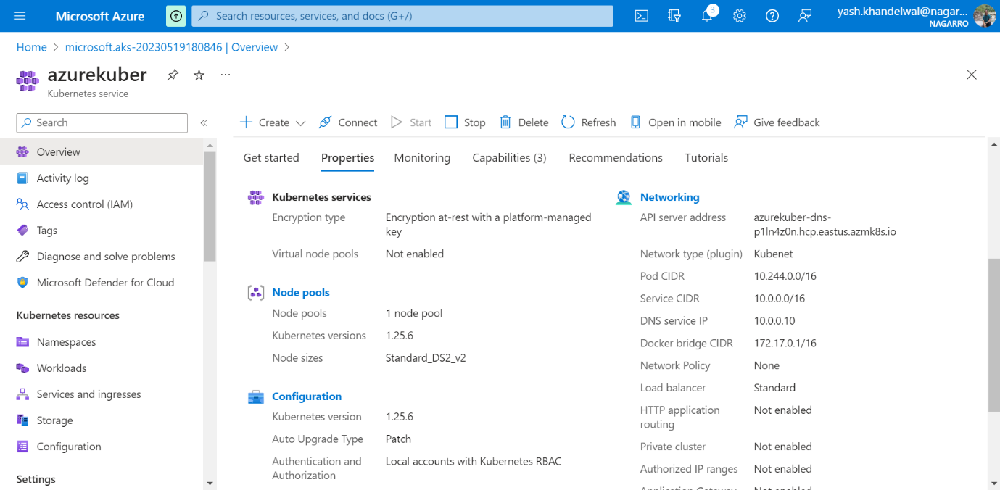 Microsoft Azure
Search resources, services, and docs (G+/)
3
yash.khandelwal@nagar...
NAGARRO
Home > microsoft.aks-20230519180846 | Overview >
azurekuber
Kubernetes service
Search
Create
Connect
Start
Stop
Delete
Refresh
Open in mobile
Give feedback
Overview
Activity log
Access control (IAM)
Tags
Diagnose and solve problems
Microsoft Defender for Cloud
Kubernetes resources
Namespaces
Workloads
Services and ingresses
Storage
Configuration
Settings
Get started
Properties
Monitoring
Capabilities (3)
Recommendations
Tutorials
Kubernetes services
Encryption type
Encryption at-rest with a platform-managed
key
Virtual node pools
Not enabled
Node pools
Node pools
1 node pool
Kubernetes versions
1.25.6
Node sizes
Standard_DS2_v2
Configuration
Kubernetes version
1.25.6
Auto Upgrade Type
Patch
Authentication and
Authorization
Local accounts with Kubernetes RBAC
Networking
API server address
azurekuber-dns-
p1ln4z0n.hcp.eastus.azmk8s.io
Network type (plugin)
Kubenet
Pod CIDR
10.244.0.0/16
Service CIDR
10.0.0.0/16
DNS service IP
10.0.0.10
Docker bridge CIDR
172.17.0.1/16
Network Policy
None
Load balancer
Standard
HTTP application
routing
Not enabled
Private cluster
Not enabled
Authorized IP ranges
Not enabled
Application Gateway
Not enabled